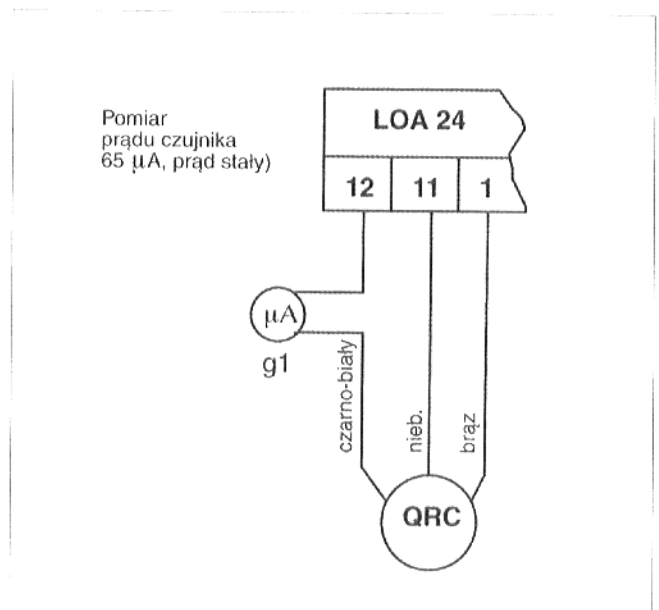 Pomiar
prądu czujnika
65 µA, prąd stały)
LOA 24
12 11 1
µA
g1
czarno-biały
nieb.
brąz
QRC